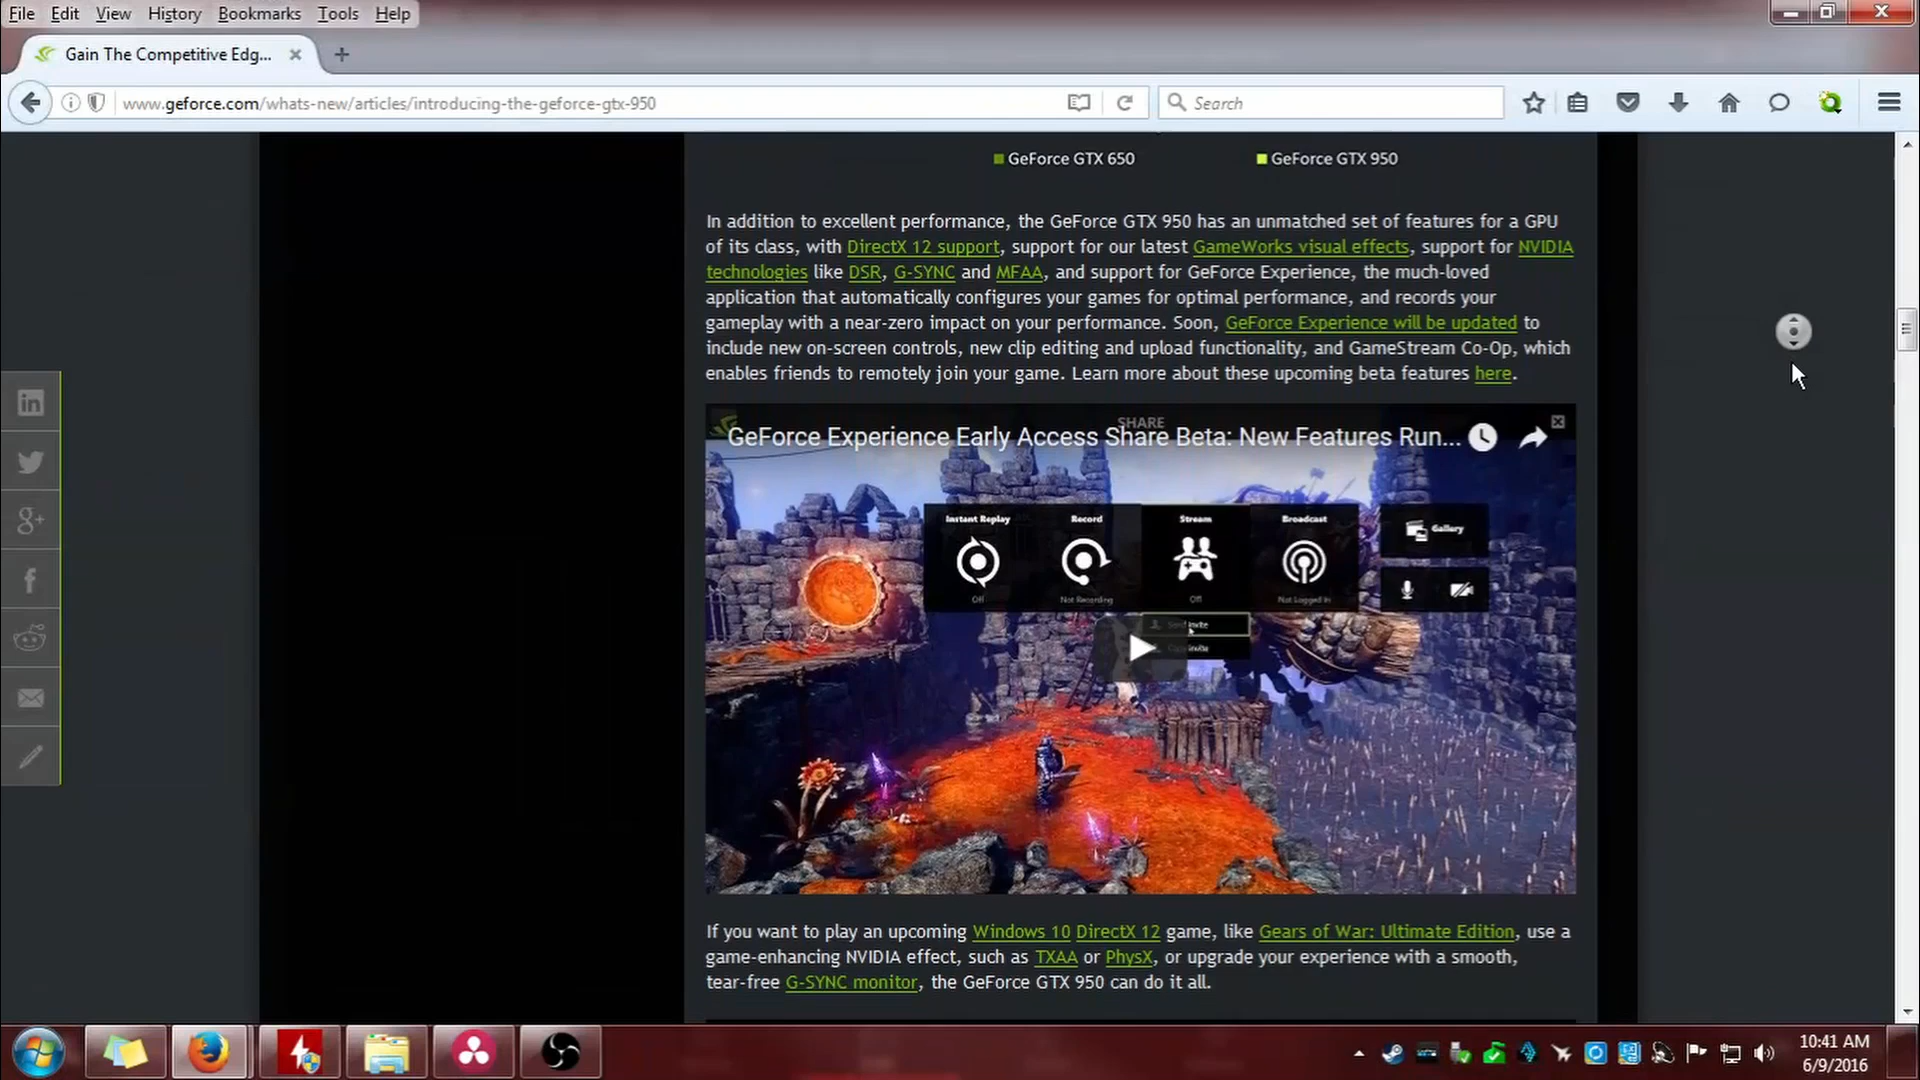 File Edit View History Bookmarks Tools Help
Gain The Competitive Edg...
www.geforce.com/whats-new/articles/introducing-the-geforce-gtx-950
Search
GeForce GTX 650
GeForce GTX 950
In addition to excellent performance, the GeForce GTX 950 has an unmatched set of features for a GPU
of its class, with DirectX 12 support, support for our latest GameWorks visual effects, support for NVIDIA
technologies like DSR, G-SYNC and MFAA, and support for GeForce Experience, the much-loved
application that automatically configures your games for optimal performance, and records your
gameplay with a near-zero impact on your performance. Soon, GeForce Experience will be updated to
include new on-screen controls, new clip editing and upload functionality, and GameStream Co-Op, which
enables friends to remotely join your game. Learn more about these upcoming beta features here.
SHARE
GeForce Experience Early Access Share Beta: New Features Run...
Instant Replay
Record
Stream
Broadcast
Gallery
Off
Not Recording
Off
Not Logged In
If you want to play an upcoming Windows 10 DirectX 12 game, like Gears of War: Ultimate Edition, use a
game-enhancing NVIDIA effect, such as TXAA or PhysX, or upgrade your experience with a smooth,
tear-free G-SYNC monitor, the GeForce GTX 950 can do it all.
10:41 AM
6/9/2016